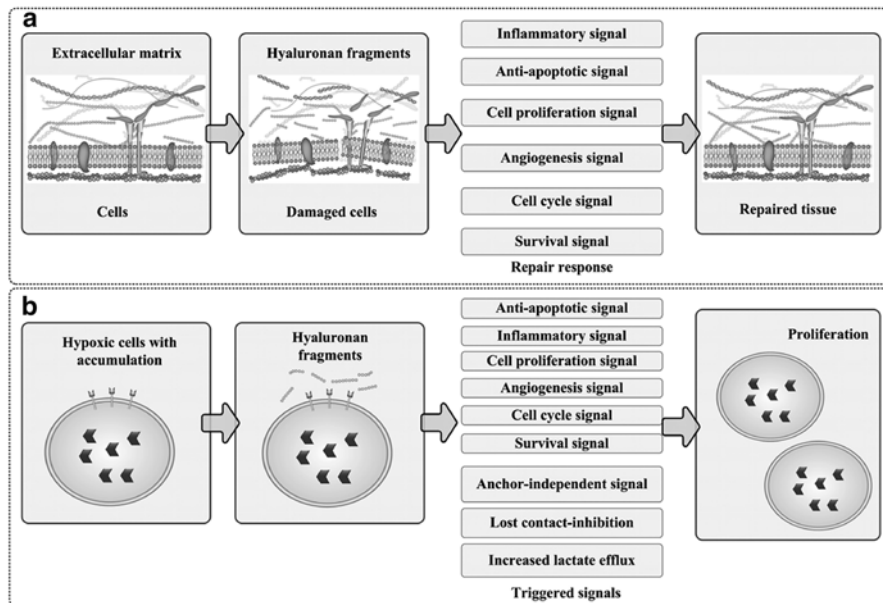 a
Extracellular matrix
Cells
Hyaluronan fragments
Damaged cells
Inflammatory signal
Anti-apoptotic signal
Cell proliferation signal
Angiogenesis signal
Cell cycle signal
Survival signal
Repair response
Repaired tissue
b
Hypoxic cells with
accumulation
Hyaluronan
fragments
Anti-apoptotic signal
Inflammatory signal
Cell proliferation signal
Angiogenesis signal
Cell cycle signal
Survival signal
Anchor-independent signal
Lost contact-inhibition
Increased lactate efflux
Triggered signals
Proliferation